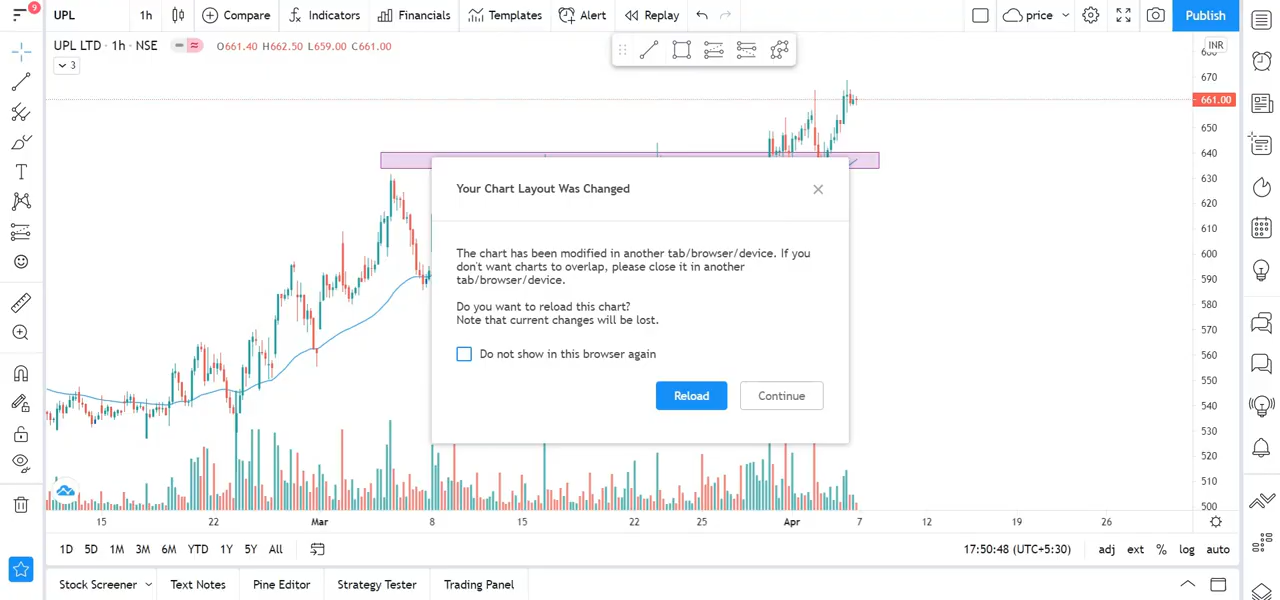 9
UPL
1h
Compare
Indicators
Financials
Templates
Alert
Replay
price
Publish
UPL LTD · 1h · NSE
O661.40 H662.50 L659.00 C661.00
3
INR
670
661.00
650
640
630
620
610
600
590
580
570
560
550
540
530
520
510
500
Your Chart Layout Was Changed
The chart has been modified in another tab/browser/device. If you
don't want charts to overlap, please close it in another
tab/browser/device.
Do you want to reload this chart?
Note that current changes will be lost.
Do not show in this browser again
Reload
Continue
15
22
Mar
8
15
22
25
Apr
7
12
19
26
1D 5D 1M 3M 6M YTD 1Y 5Y All
17:50:48 (UTC+5:30)
adj ext % log auto
Stock Screener
Text Notes
Pine Editor
Strategy Tester
Trading Panel